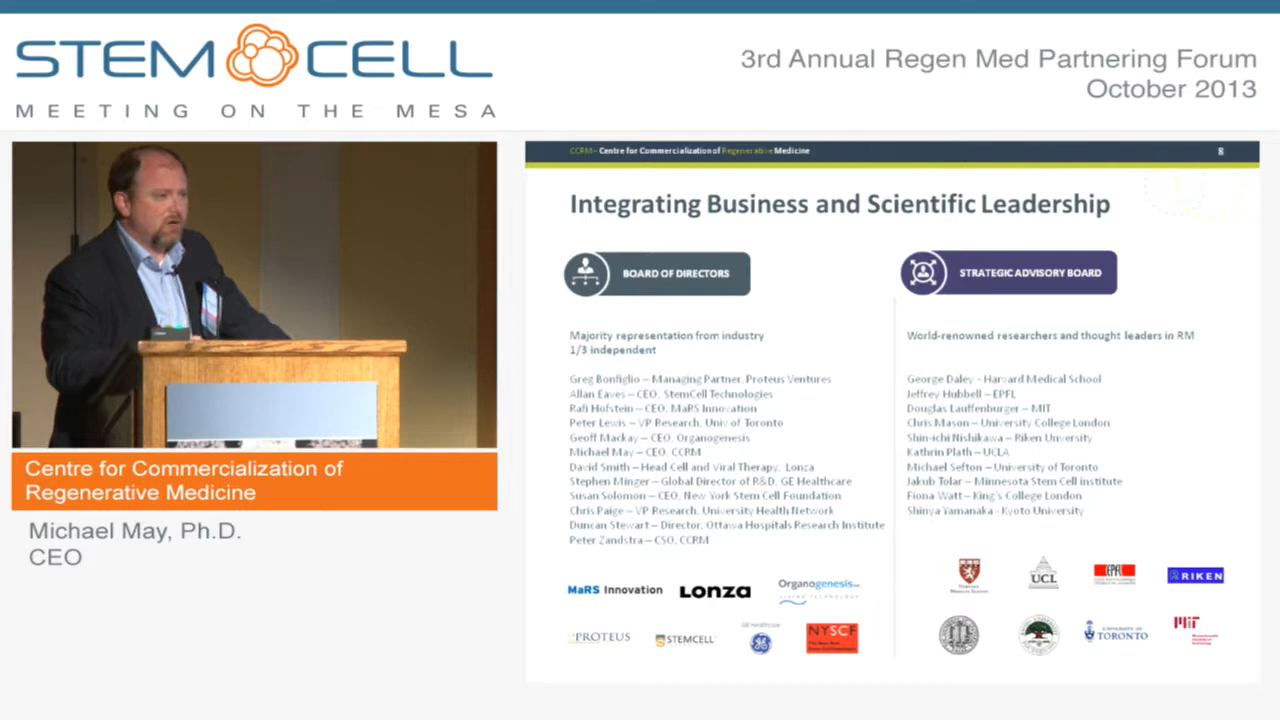 STEM CELL
MEETING ON THE MESA
3rd Annual Regen Med Partnering Forum
October 2013
Centre for Commercialization of
Regenerative Medicine
Michael May, Ph.D.
CEO
CCRM - Centre for Commercialization of Regenerative Medicine
8
Integrating Business and Scientific Leadership
BOARD OF DIRECTORS
Majority representation from industry
1/3 independent
Greg Bonfiglio – Managing Partner, Proteus Ventures
Allan Eaves – CEO, StemCell Technologies
Rafi Hofstein – CEO, MaRS Innovation
Peter Lewis – VP Research, Univ of Toronto
Geoff Mackay – CEO, Organogenesis
Michael May – CEO, CCRM
David Smith – Head Cell and Viral Therapy, Lonza
Stephen Minger – Global Director of R&D, GE Healthcare
Susan Solomon – CEO, New York Stem Cell Foundation
Chris Paige – VP Research, University Health Network
Duncan Stewart – Director, Ottawa Hospitals Research Institute
Peter Zandstra – CSO, CCRM
MaRS Innovation
Lonza
Organogenesis
LIVING TECHNOLOGY
PROTEUS
STEMCELL
GE Healthcare
NYSCF
STRATEGIC ADVISORY BOARD
World-renowned researchers and thought leaders in RM
George Daley - Harvard Medical School
Jeffrey Hubbell – EPFL
Douglas Lauffenburger – MIT
Chris Mason – University College London
Shin-ichi Nishikawa – Riken Unversity
Kathrin Plath – UCLA
Michael Sefton – University of Toronto
Jakub Tolar – Minnesota Stem Cell Institute
Fiona Watt – King's College London
Shinya Yamanaka - Kyoto University
UCL
EPFL
RIKEN
UNIVERSITY OF
TORONTO
MIT